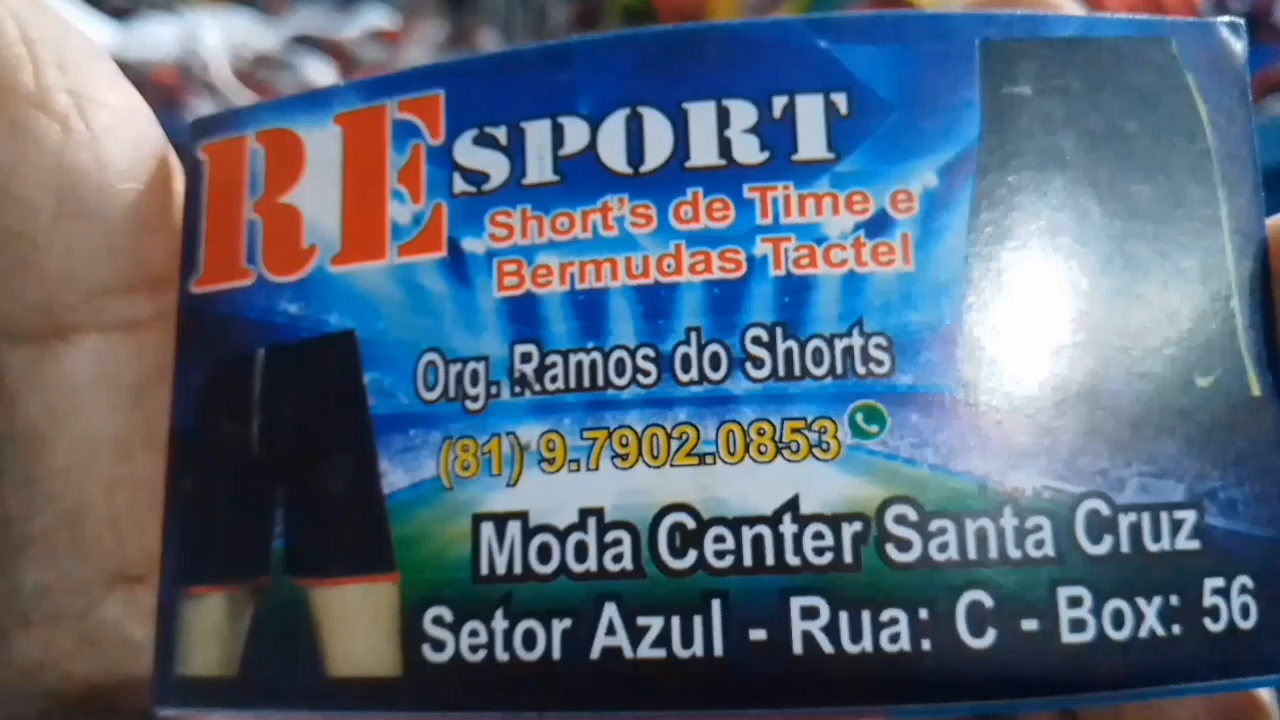 RESPORT
Short's de Time e
Bermudas Tactel
Org. Ramos do Shorts
(81) 9.7902.0853
Moda Center Santa Cruz
Setor Azul - Rua: C - Box: 56